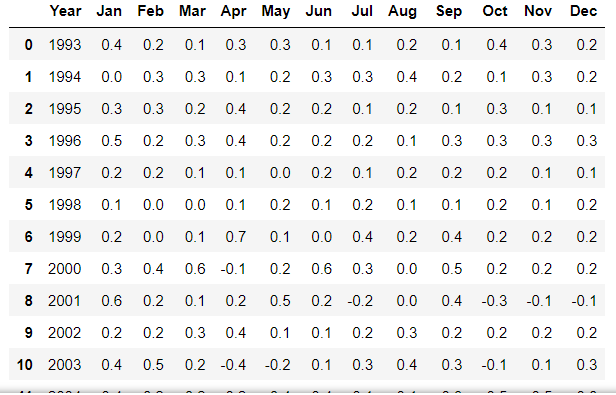 Year Jan Feb Mar Apr May Jun Jul Aug Sep Oct Nov Dec
0 1993 0.4 0.2 0.1 0.3 0.3 0.1 0.1 0.2 0.1 0.4 0.3 0.2
1 1994 0.0 0.3 0.3 0.1 0.2 0.3 0.3 0.4 0.2 0.1 0.3 0.2
2 1995 0.3 0.3 0.2 0.4 0.2 0.2 0.1 0.2 0.1 0.3 0.1 0.1
3 1996 0.5 0.2 0.3 0.4 0.2 0.2 0.2 0.1 0.3 0.3 0.3 0.3
4 1997 0.2 0.2 0.1 0.1 0.0 0.2 0.1 0.2 0.2 0.2 0.1 0.1
5 1998 0.1 0.0 0.0 0.1 0.2 0.1 0.2 0.1 0.1 0.2 0.1 0.2
6 1999 0.2 0.0 0.1 0.7 0.1 0.0 0.4 0.2 0.4 0.2 0.2 0.2
7 2000 0.3 0.4 0.6 -0.1 0.2 0.6 0.3 0.0 0.5 0.2 0.2 0.2
8 2001 0.6 0.2 0.1 0.2 0.5 0.2 -0.2 0.0 0.4 -0.3 -0.1 -0.1
9 2002 0.2 0.2 0.3 0.4 0.1 0.1 0.2 0.3 0.2 0.2 0.2 0.2
10 2003 0.4 0.5 0.2 -0.4 -0.2 0.1 0.3 0.4 0.3 -0.1 0.1 0.3